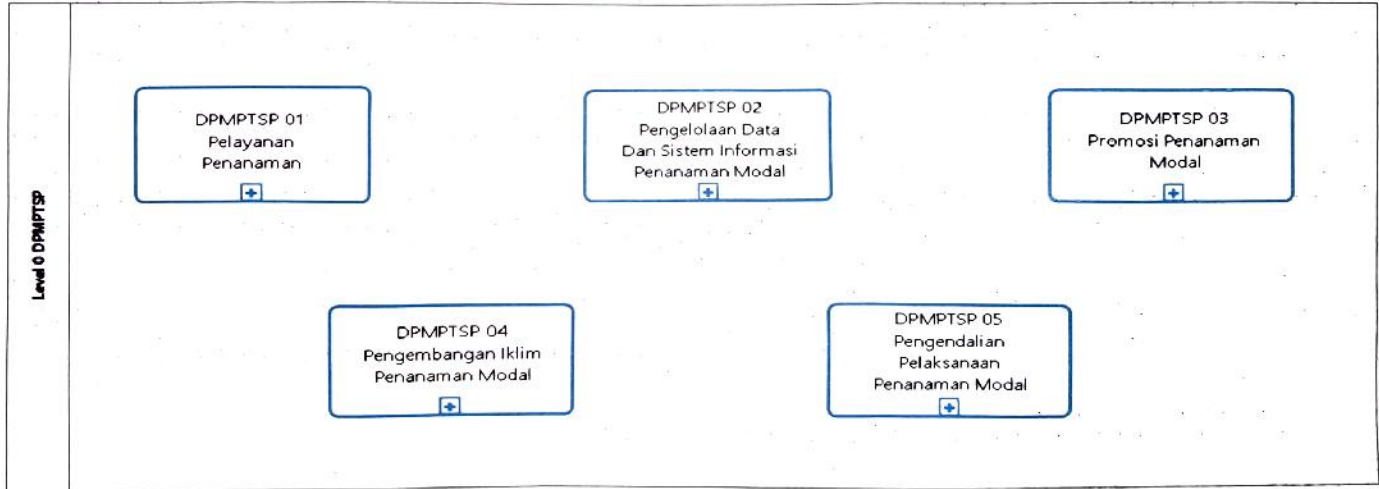 Level 0 DPMPTSP
DPMPTSP 01
Pelayanan
Penanaman
DPMPTSP 02
Pengelolaan Data
Dan Sistem Informasi
Penanaman Modal
DPMPTSP 03
Promosi Penanaman
Modal
DPMPTSP 04
Pengembangan Iklim
Penanaman Modal
DPMPTSP 05
Pengendalian
Pelaksanaan
Penanaman Modal